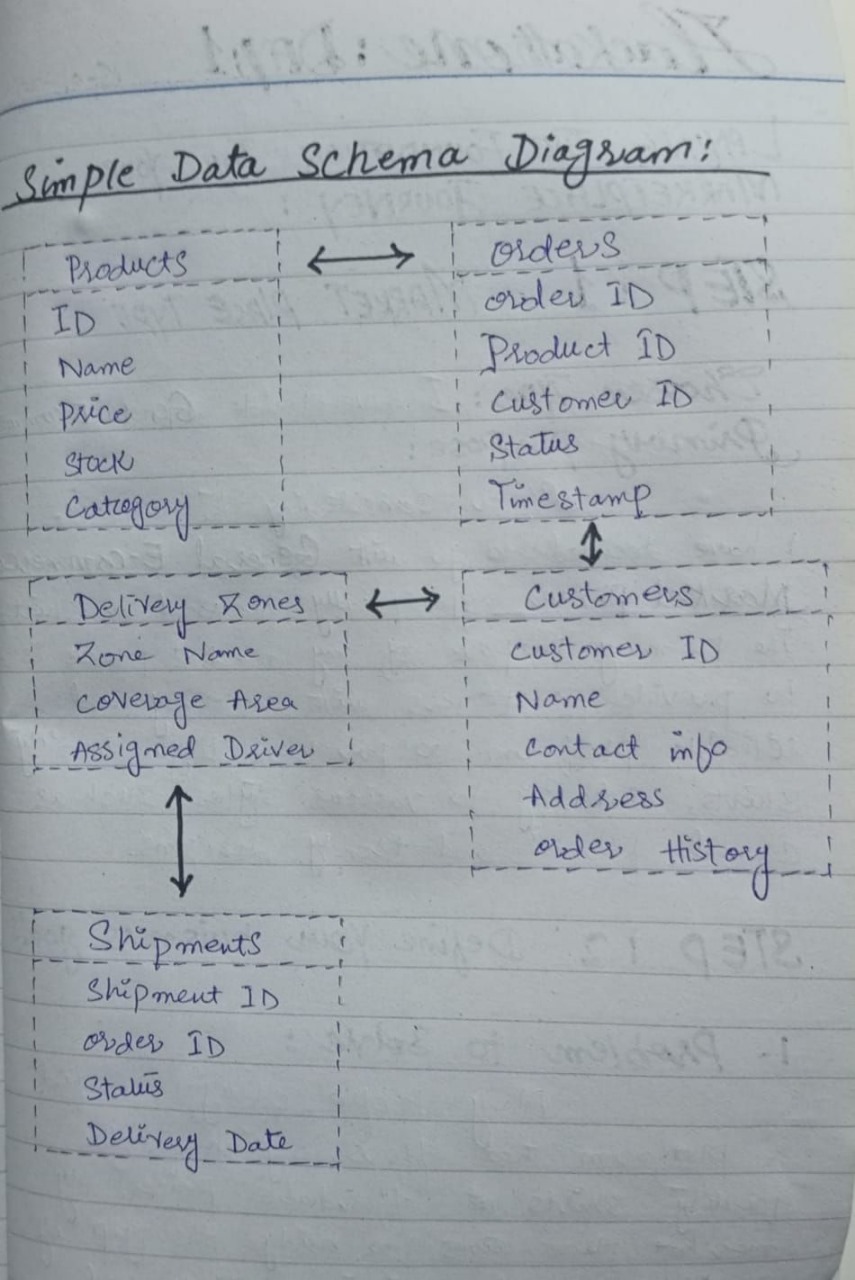 Simple Data Schema Diagram:
Products
ID
Name
Price
Stock
Category
Orders
Order ID
Product ID
Customer ID
Status
Timestamp
Delivery Zones
Zone Name
Coverage Area
Assigned Driver
Customers
Customer ID
Name
Contact info
Address
Order History
Shipments
Shipment ID
Order ID
Status
Delivery Date